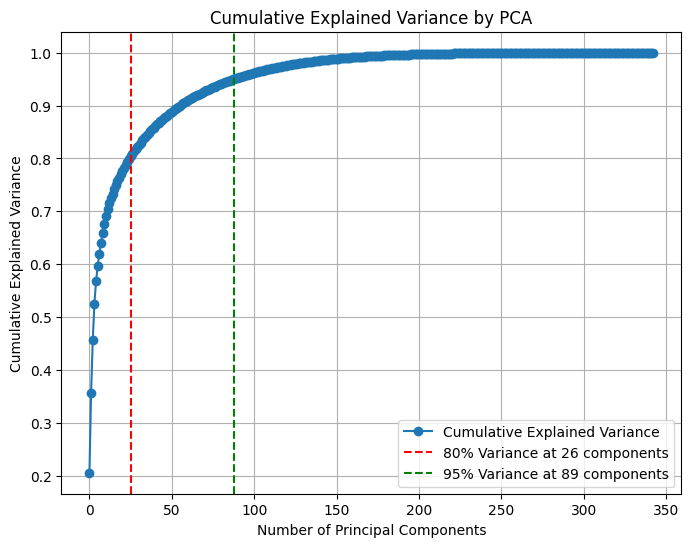 Cumulative Explained Variance by PCA
Cumulative Explained Variance
1.0
0.9
0.8
0.7
0.6
0.5
0.4
0.3
0.2
Cumulative Explained Variance
80% Variance at 26 components
95% Variance at 89 components
0 50 100 150 200 250 300 350
Number of Principal Components